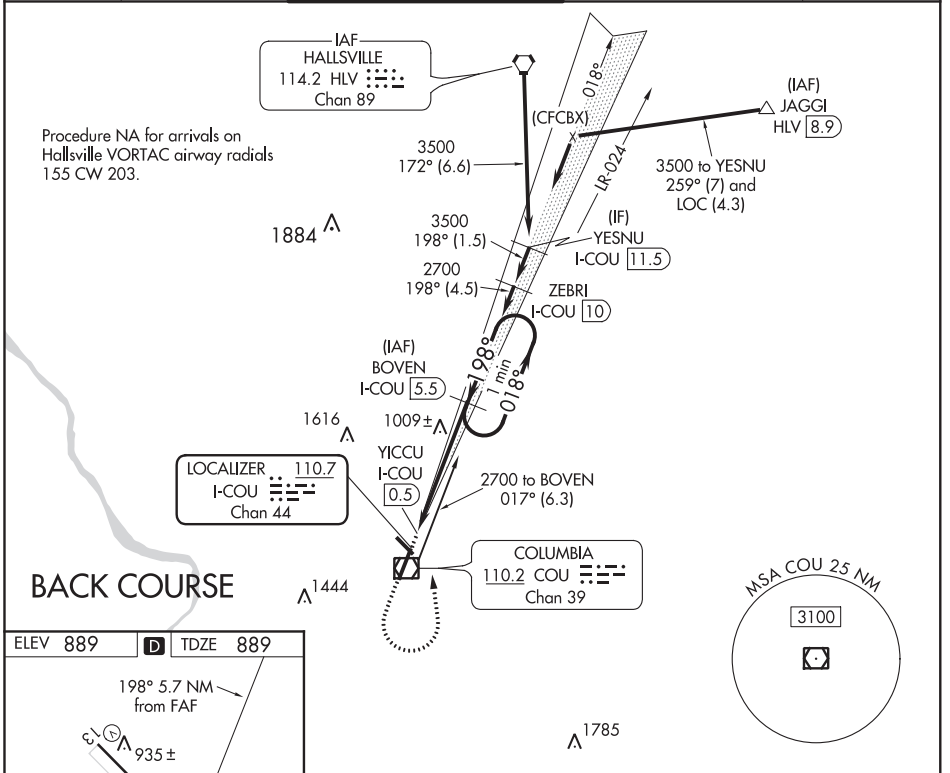 IAF
HALLSVILLE
114.2 HLV
Chan 89
Procedure NA for arrivals on
Hallsville VORTAC airway radials
155 CW 203.
3500
172° (6.6)
018°
(CFCBX)
LR-024
(IAF)
JAGGI
HLV 8.9
3500 to YESNU
259° (7) and
LOC (4.3)
1884
3500
198° (1.5)
(IF)
YESNU
I-COU 11.5
2700
198° (4.5)
ZEBRI
I-COU 10
(IAF)
BOVEN
I-COU 5.5
198°
1 min
018°
1616
1009±
YICCU
I-COU
0.5
LOCALIZER 110.7
I-COU
Chan 44
2700 to BOVEN
017° (6.3)
COLUMBIA
110.2 COU
Chan 39
BACK COURSE
1444
MSA COU 25 NM
3100
ELEV 889 D TDZE 889
198° 5.7 NM
from FAF
13
V
935±
1785